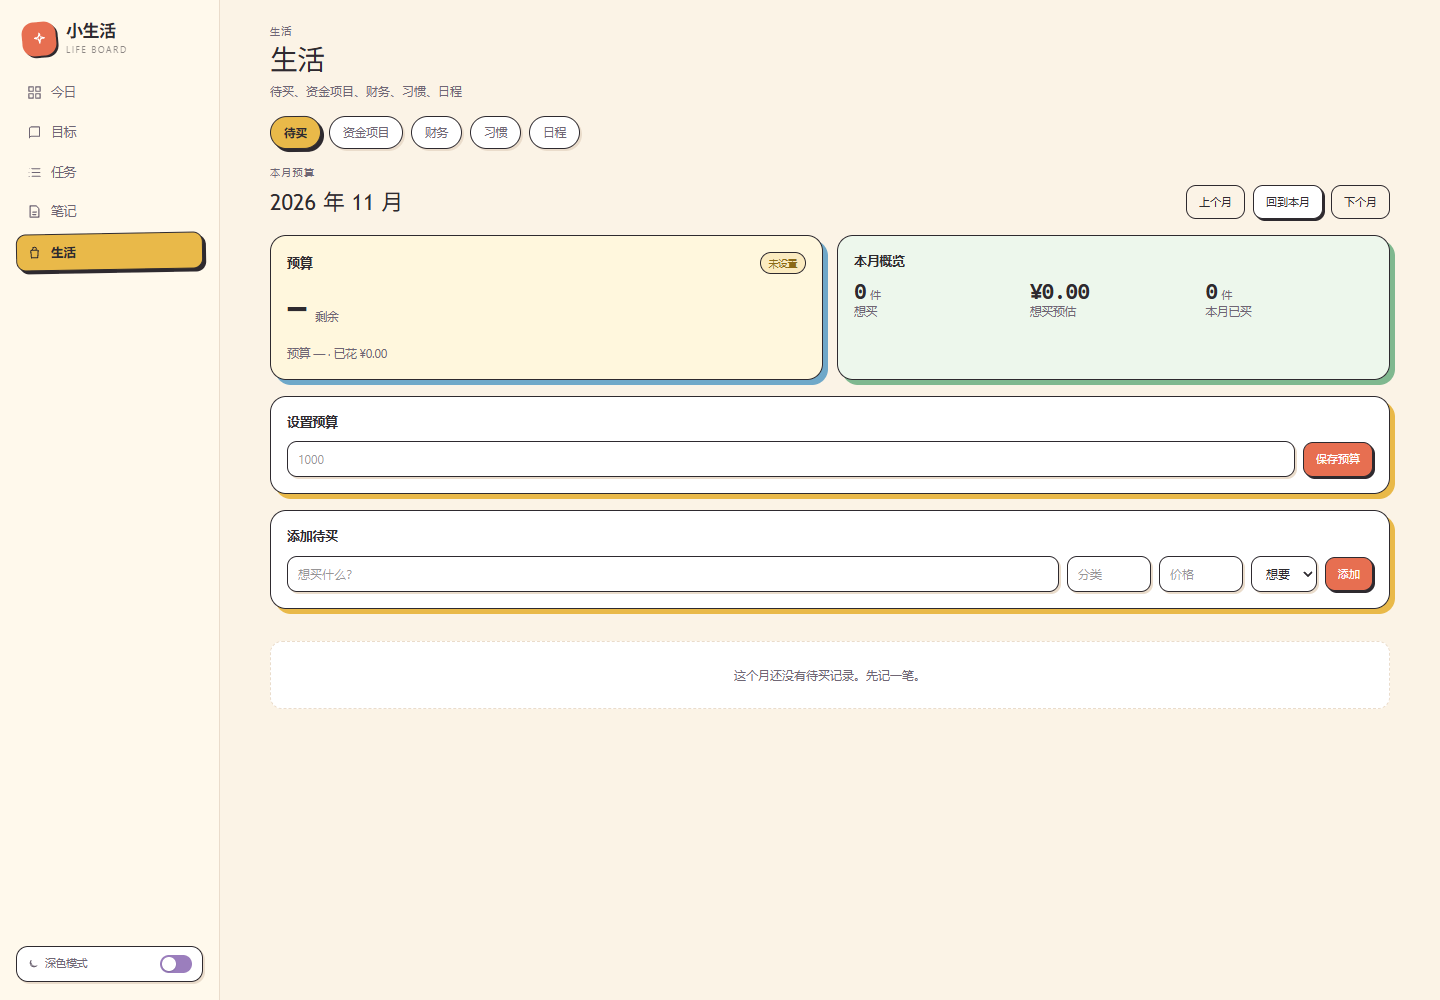 小生活
LIFE BOARD
今日
目标
任务
笔记
生活
深色模式
生活
生活
待买、资金项目、财务、习惯、日程
待买 资金项目 财务 习惯 日程
本月预算
2026 年 11 月
上个月 回到本月 下个月
预算 未设置
— 剩余
预算 — · 已花 ¥0.00
本月概览
0 件 ¥0.00 0 件
想买 想买预估 本月已买
设置预算
1000 保存预算
添加待买
想买什么? 分类 价格 想要 添加
这个月还没有待买记录。先记一笔。